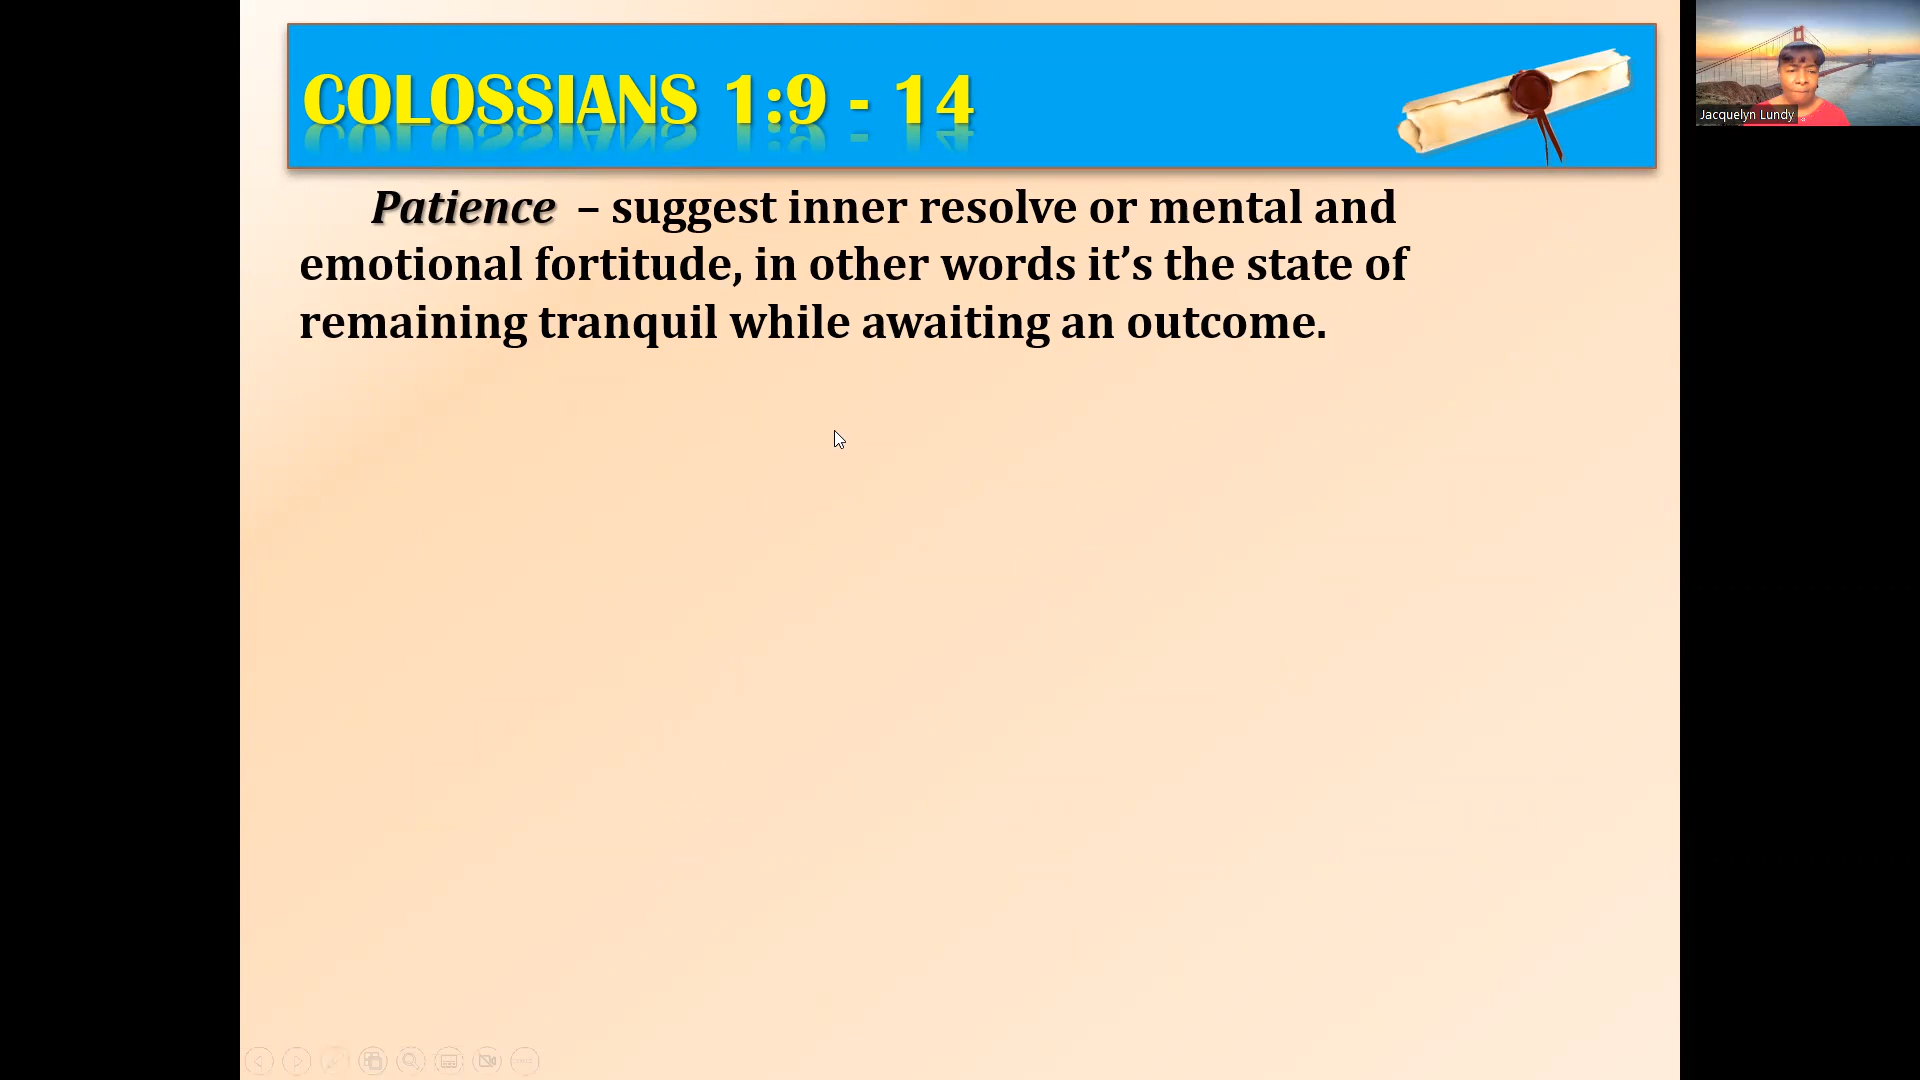 COLOSSIANS 1:9 - 14
Patience – suggest inner resolve or mental and
emotional fortitude, in other words it’s the state of
remaining tranquil while awaiting an outcome.
Jacquelyn Lundy